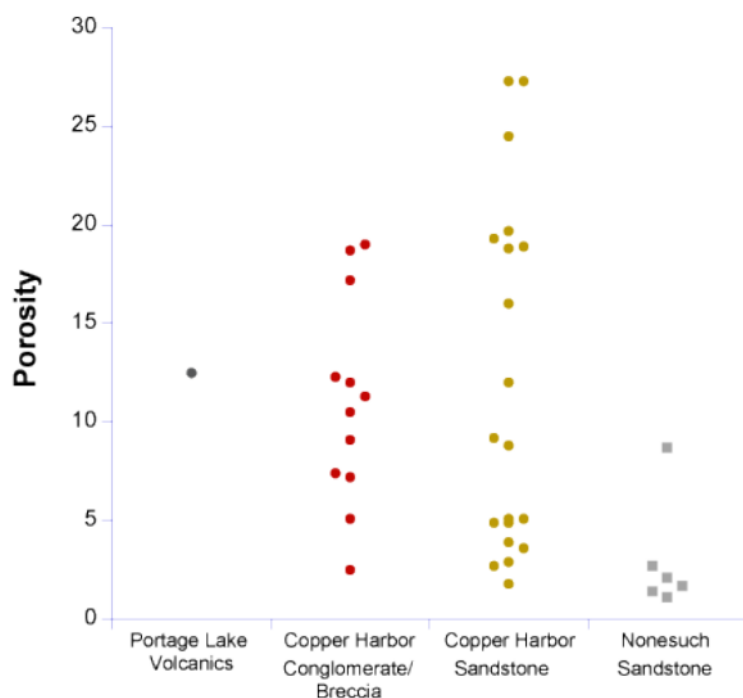 30
25
20
15
10
5
0
Porosity
Portage Lake
Volcanics
Copper Harbor
Conglomerate/
Breccia
Copper Harbor
Sandstone
Nonesuch
Sandstone